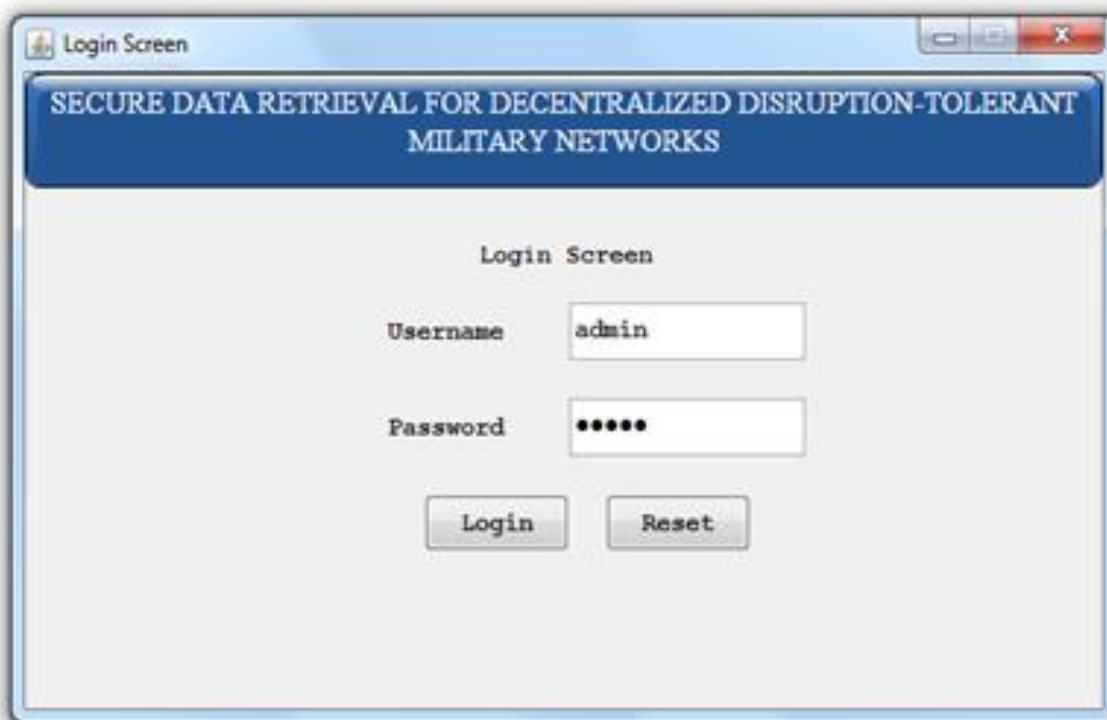 Login Screen
SECURE DATA RETRIEVAL FOR DECENTRALIZED DISRUPTION-TOLERANT
MILITARY NETWORKS
Login Screen
Username admin
Password •••••
Login Reset